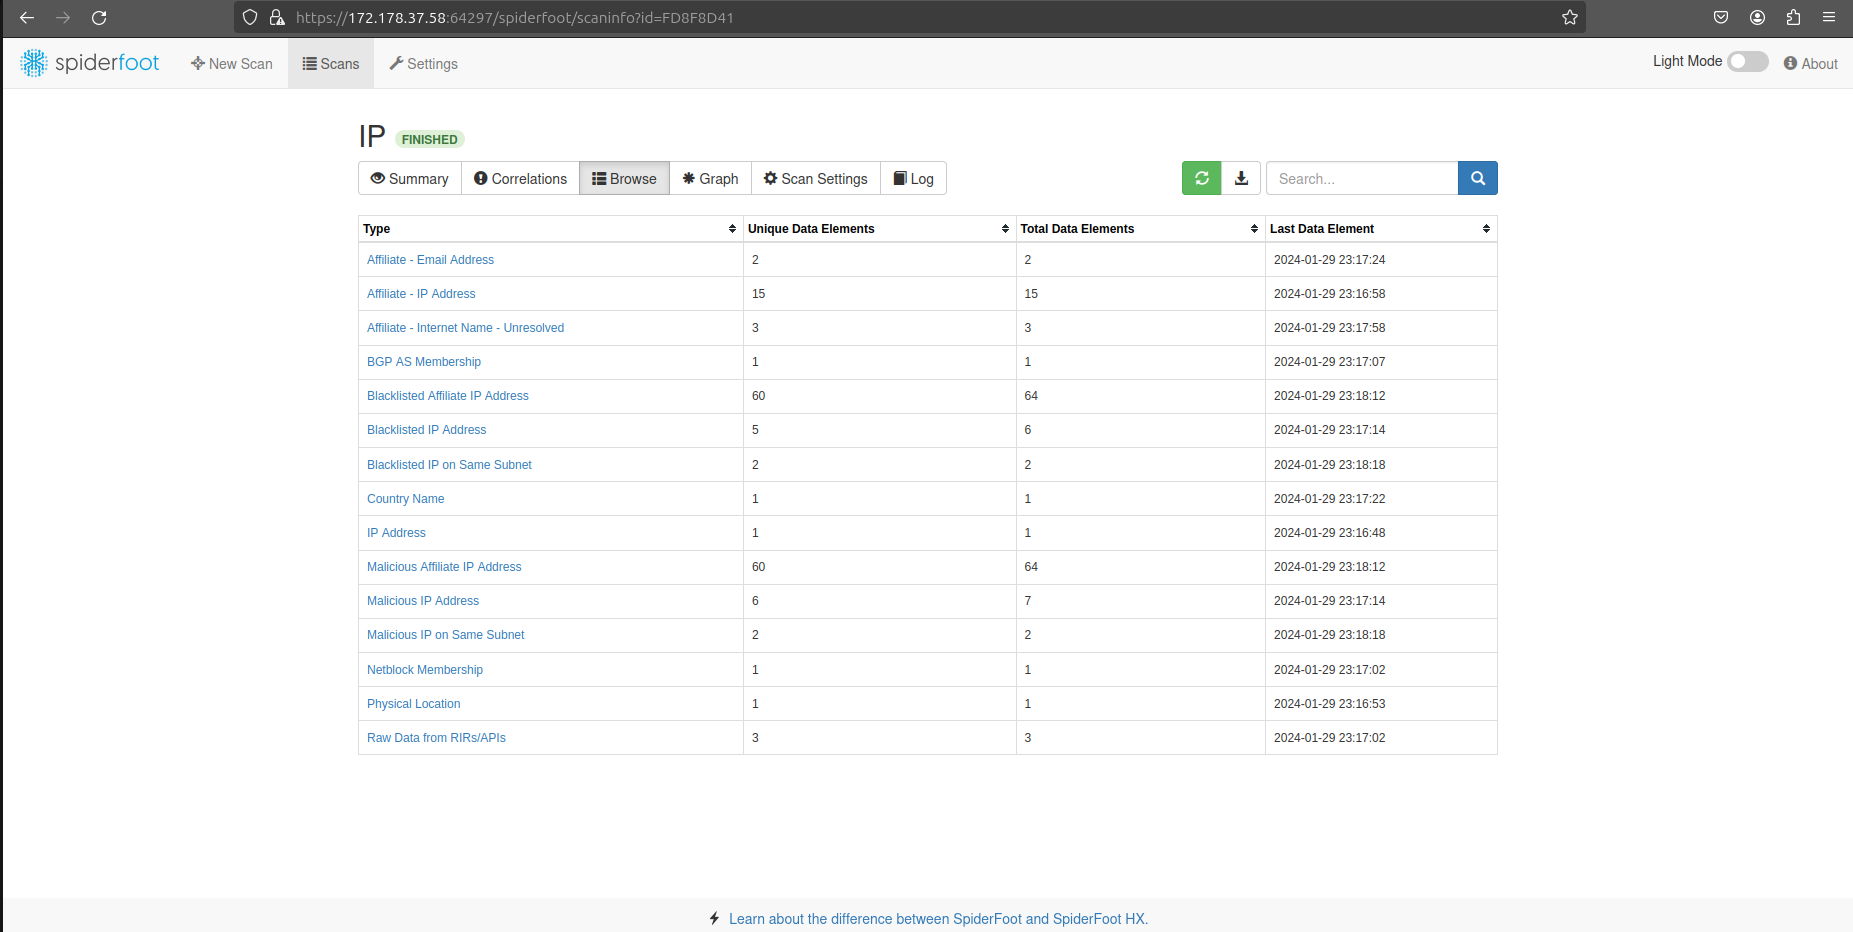 https://172.178.37.58:64297/spiderfoot/scaninfo?id=FD8F8D41
spiderfoot New Scan Scans Settings Light Mode About
IP FINISHED
Summary Correlations Browse Graph Scan Settings Log Search...
Type Unique Data Elements Total Data Elements Last Data Element
Affiliate - Email Address 2 2 2024-01-29 23:17:24
Affiliate - IP Address 15 15 2024-01-29 23:16:58
Affiliate - Internet Name - Unresolved 3 3 2024-01-29 23:17:58
BGP AS Membership 1 1 2024-01-29 23:17:07
Blacklisted Affiliate IP Address 60 64 2024-01-29 23:18:12
Blacklisted IP Address 5 6 2024-01-29 23:17:14
Blacklisted IP on Same Subnet 2 2 2024-01-29 23:18:18
Country Name 1 1 2024-01-29 23:17:22
IP Address 1 1 2024-01-29 23:16:48
Malicious Affiliate IP Address 60 64 2024-01-29 23:18:12
Malicious IP Address 6 7 2024-01-29 23:17:14
Malicious IP on Same Subnet 2 2 2024-01-29 23:18:18
Netblock Membership 1 1 2024-01-29 23:17:02
Physical Location 1 1 2024-01-29 23:16:53
Raw Data from RIRs/APIs 3 3 2024-01-29 23:17:02
Learn about the difference between SpiderFoot and SpiderFoot HX.